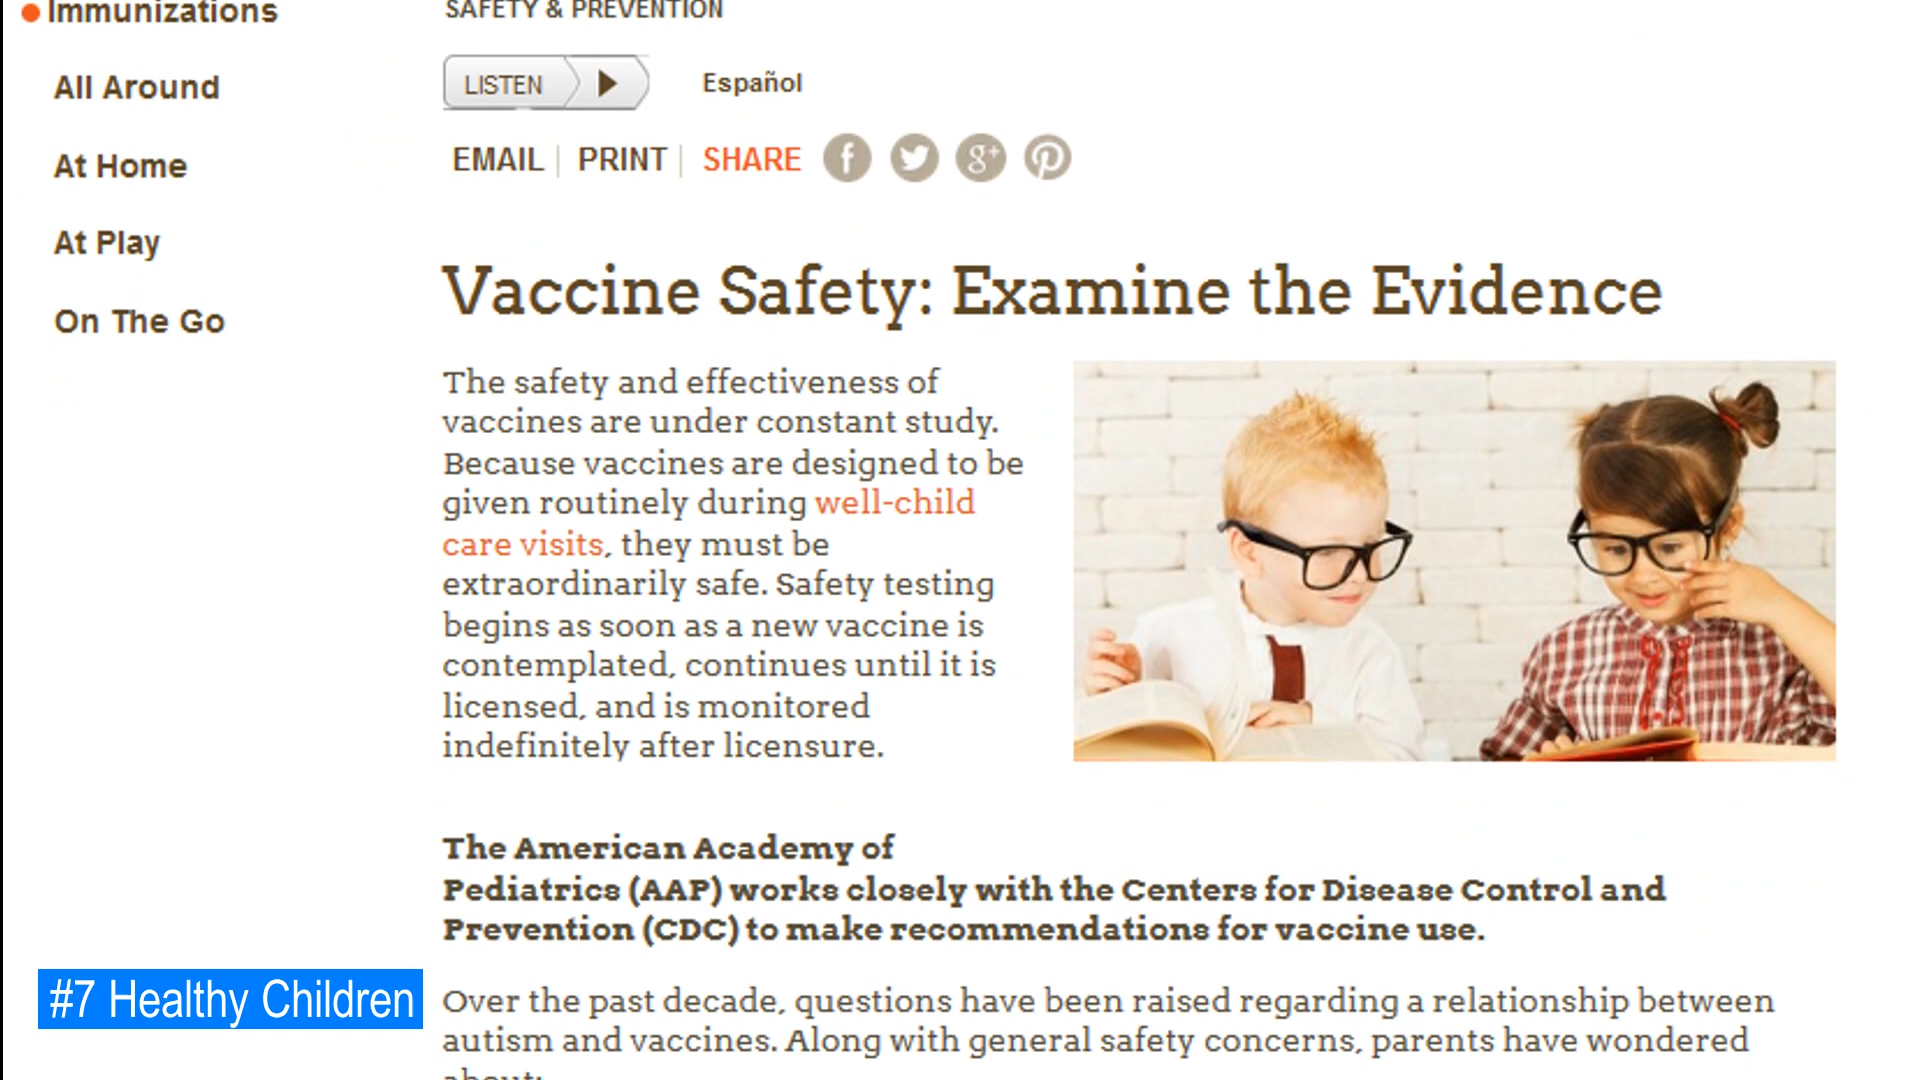 Immunizations
All Around
At Home
At Play
On The Go
SAFETY & PREVENTION
LISTEN
Español
EMAIL PRINT SHARE f g+
Vaccine Safety: Examine the Evidence
The safety and effectiveness of
vaccines are under constant study.
Because vaccines are designed to be
given routinely during well-child
care visits, they must be
extraordinarily safe. Safety testing
begins as soon as a new vaccine is
contemplated, continues until it is
licensed, and is monitored
indefinitely after licensure.
The American Academy of
Pediatrics (AAP) works closely with the Centers for Disease Control and
Prevention (CDC) to make recommendations for vaccine use.
Over the past decade, questions have been raised regarding a relationship between
autism and vaccines. Along with general safety concerns, parents have wondered
about:
#7 Healthy Children